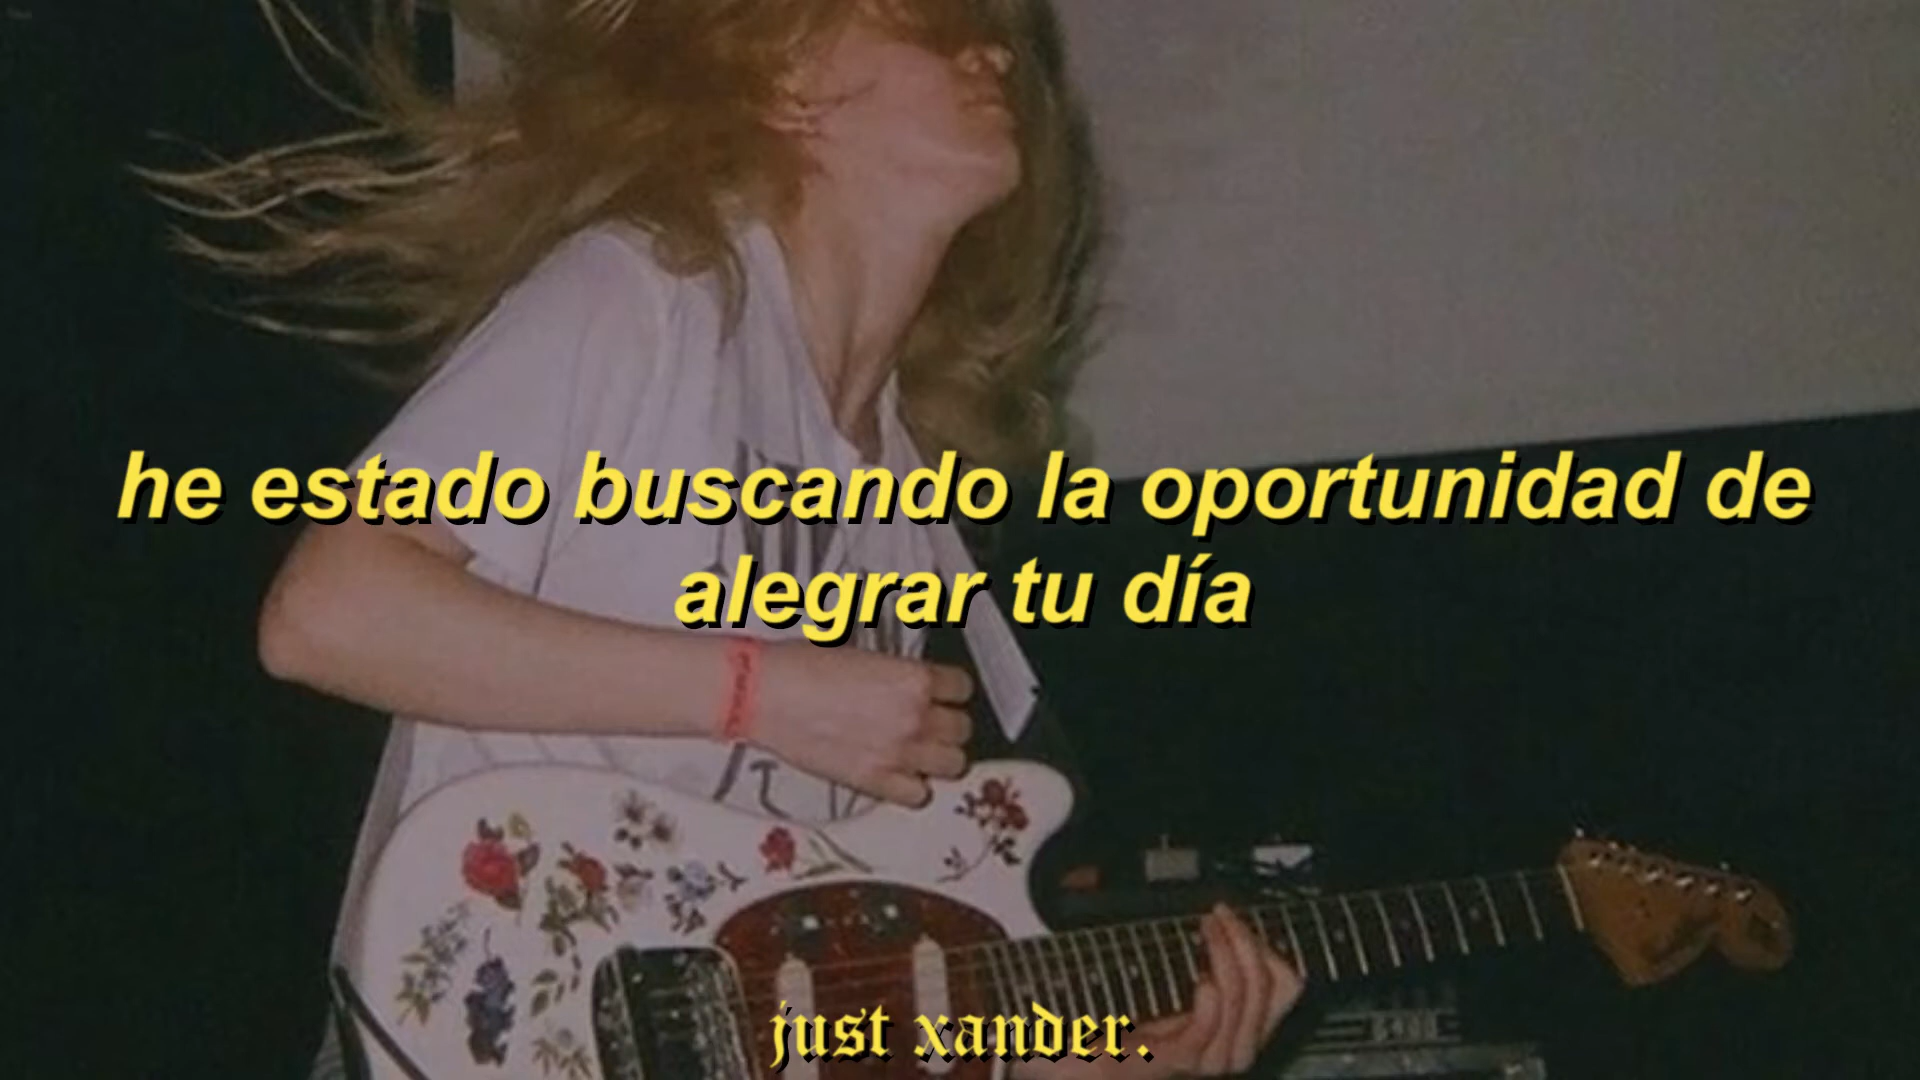 he estado buscando la oportunidad de
alegrar tu día
just xander.